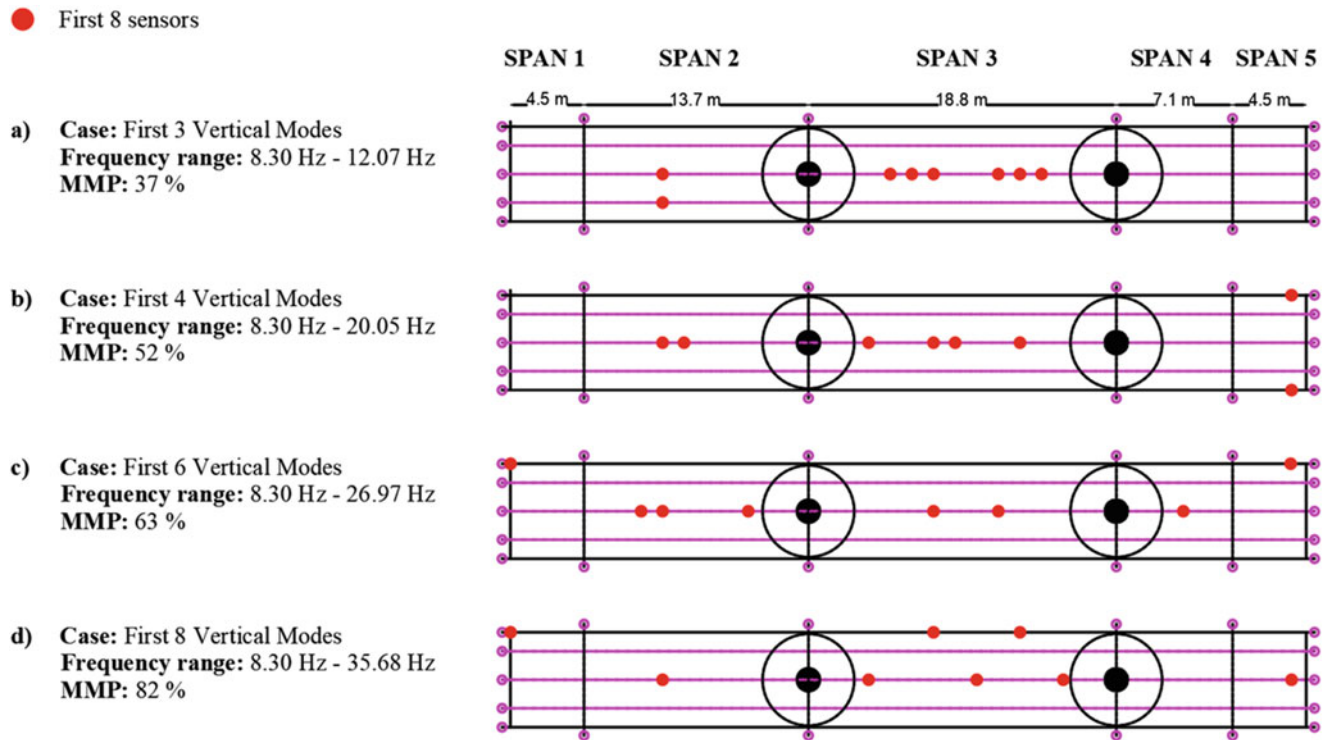 First 8 sensors
SPAN 1 SPAN 2 SPAN 3 SPAN 4 SPAN 5
4.5 m 13.7 m 18.8 m 7.1 m 4.5 m
a) Case: First 3 Vertical Modes
Frequency range: 8.30 Hz - 12.07 Hz
MMP: 37 %
b) Case: First 4 Vertical Modes
Frequency range: 8.30 Hz - 20.05 Hz
MMP: 52 %
c) Case: First 6 Vertical Modes
Frequency range: 8.30 Hz - 26.97 Hz
MMP: 63 %
d) Case: First 8 Vertical Modes
Frequency range: 8.30 Hz - 35.68 Hz
MMP: 82 %